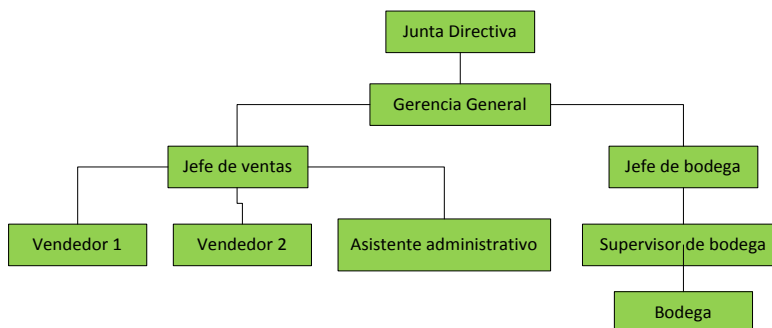 Junta Directiva
Gerencia General
Jefe de ventas
Jefe de bodega
Vendedor 1
Vendedor 2
Asistente administrativo
Supervisor de bodega
Bodega